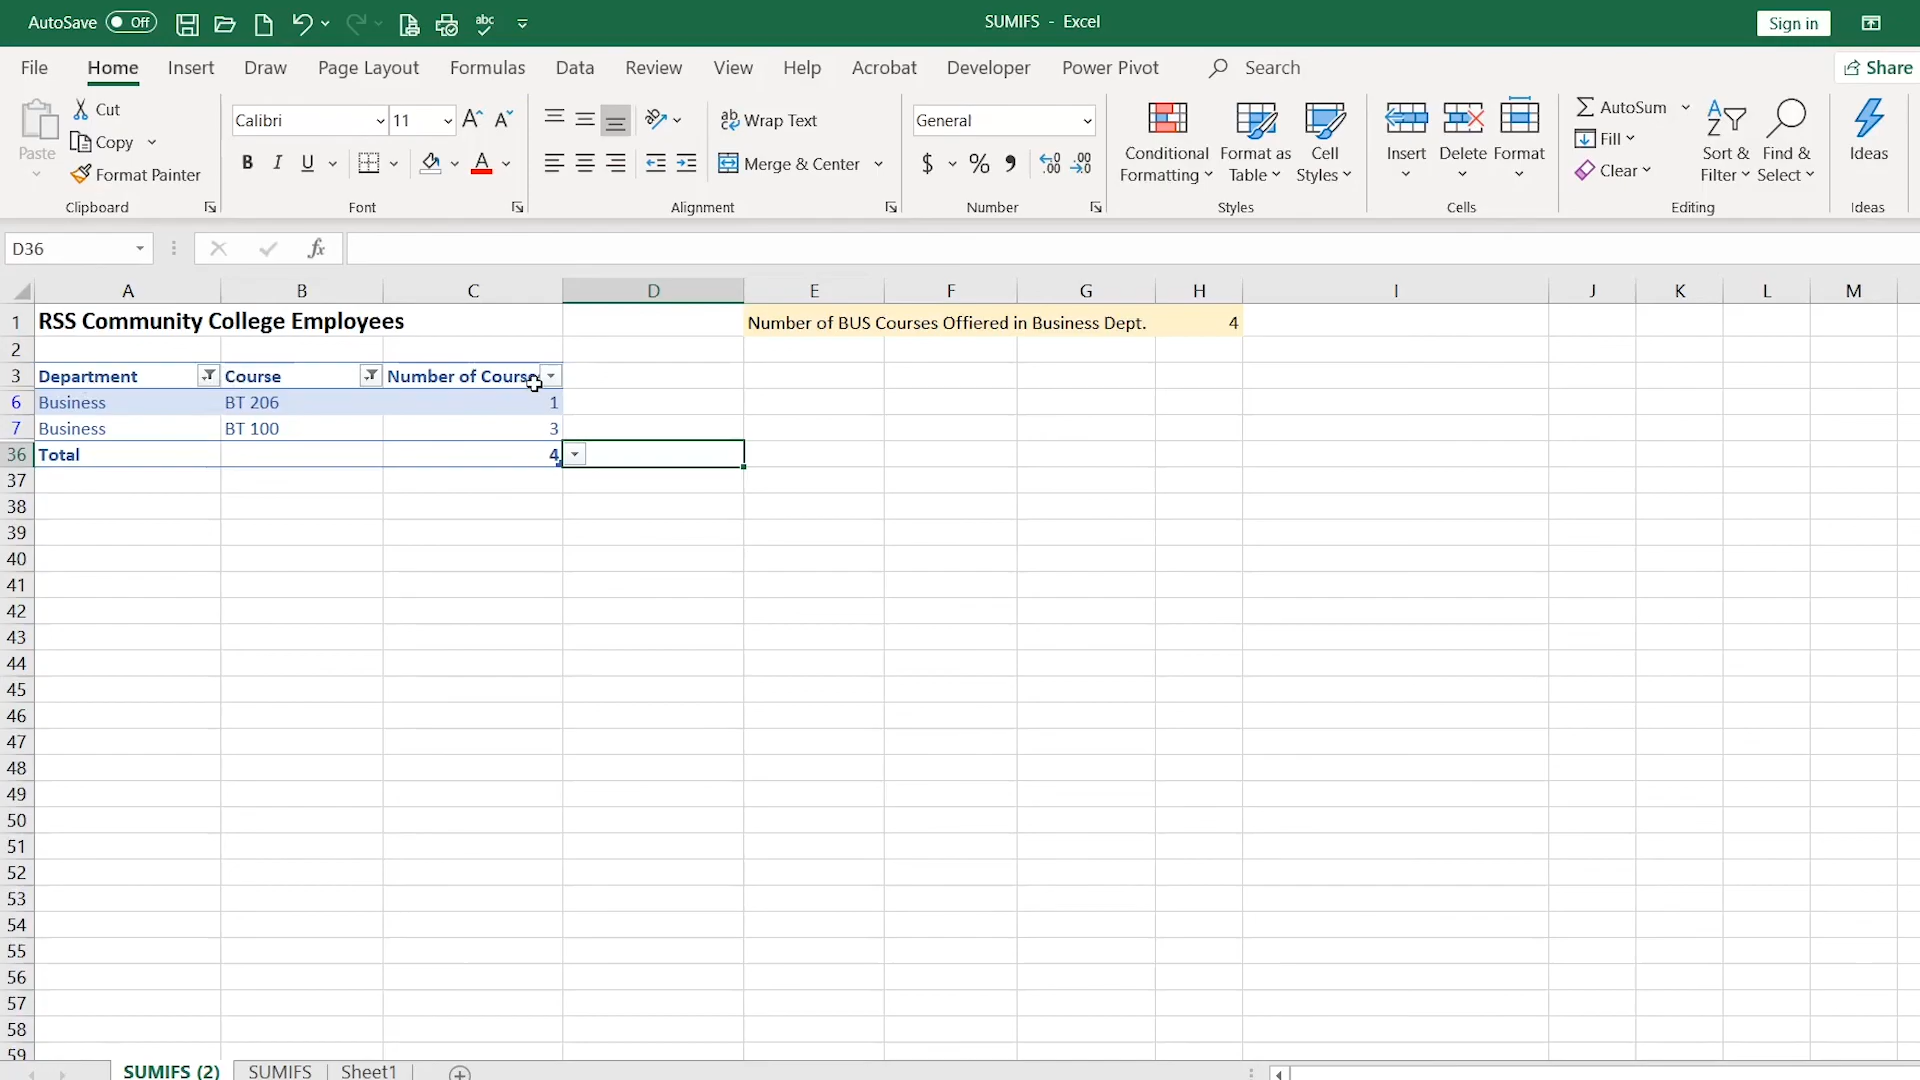 AutoSave Off SUMIFS - Excel Sign in
File Home Insert Draw Page Layout Formulas Data Review View Help Acrobat Developer Power Pivot Search Share
Paste Cut Copy Format Painter
Calibri 11
B I U A
ab Wrap Text
Merge & Center
General
$ % 9 .00 .00
Conditional Formatting Format as Table Cell Styles
Insert Delete Format
AutoSum Fill Clear
Sort & Filter Find & Select
Ideas
Clipboard Font Alignment Number Styles Cells Editing Ideas
D36 fx
A B C D E F G H I J K L M
1 RSS Community College Employees Number of BUS Courses Offiered in Business Dept. 4
2
3 Department Course Number of Cours
6 Business BT 206 1
7 Business BT 100 3
36 Total 4
37
38
39
40
41
42
43
44
45
46
47
48
49
50
51
52
53
54
55
56
57
58
59
SUMIFS (2) SUMIFS Sheet1